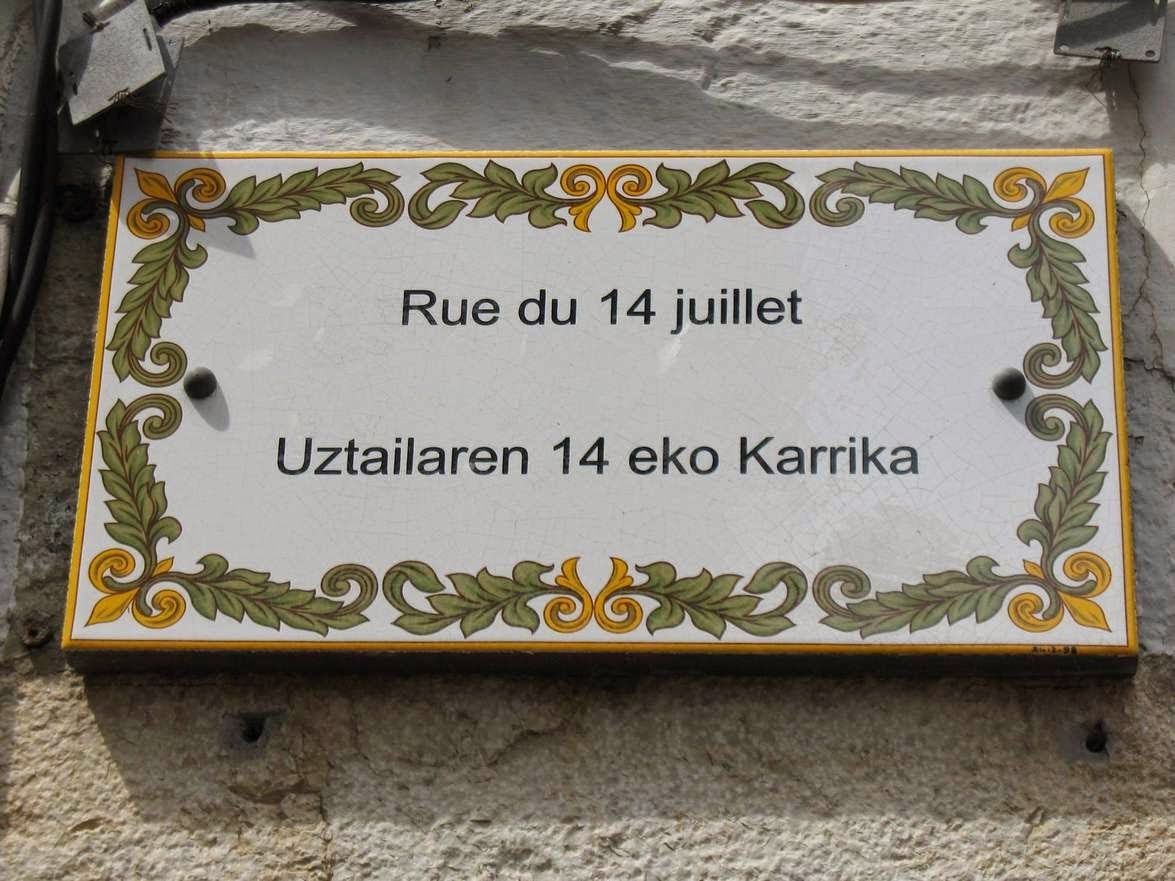 Rue du 14 juillet
Uztailaren 14 eko Karrika